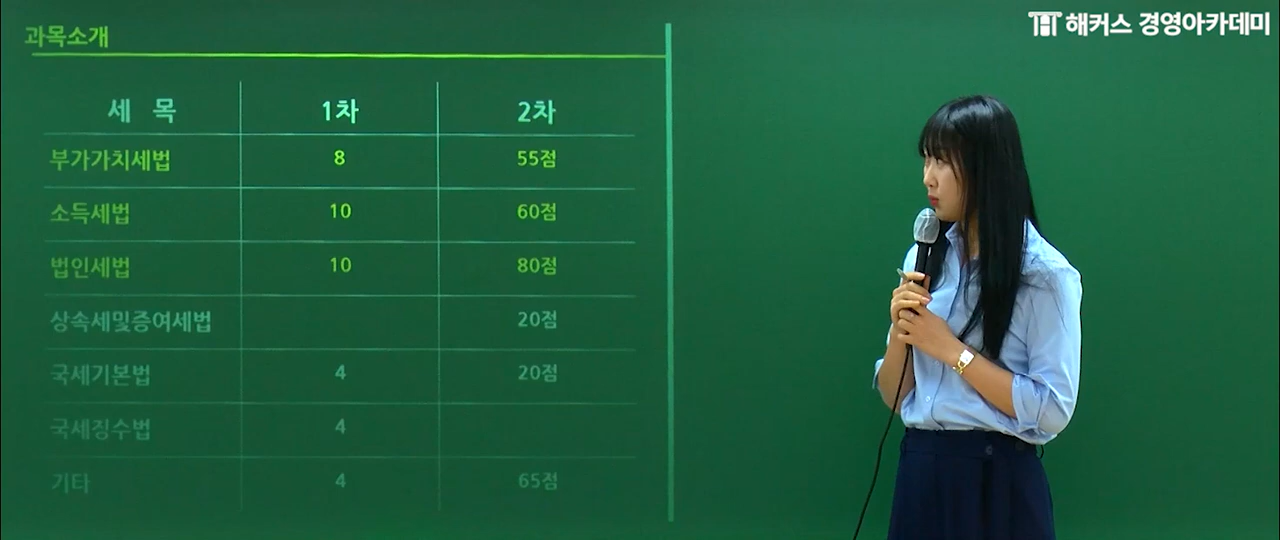 과목소개
해커스 경영아카데미
세 목 1차 2차
부가가치세법 8 55점
소득세법 10 60점
법인세법 10 80점
상속세및증여세법 20점
국세기본법 4 20점
국세징수법 4
기타 4 65점